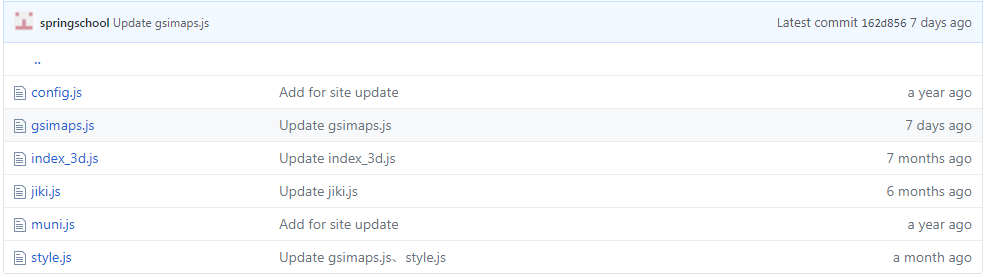 springschool Update gsimaps.js Latest commit 162d856 7 days ago
..
config.js Add for site update a year ago
gsimaps.js Update gsimaps.js 7 days ago
index_3d.js Update index_3d.js 7 months ago
jiki.js Update jiki.js 6 months ago
muni.js Add for site update a year ago
style.js Update gsimaps.js、style.js a month ago